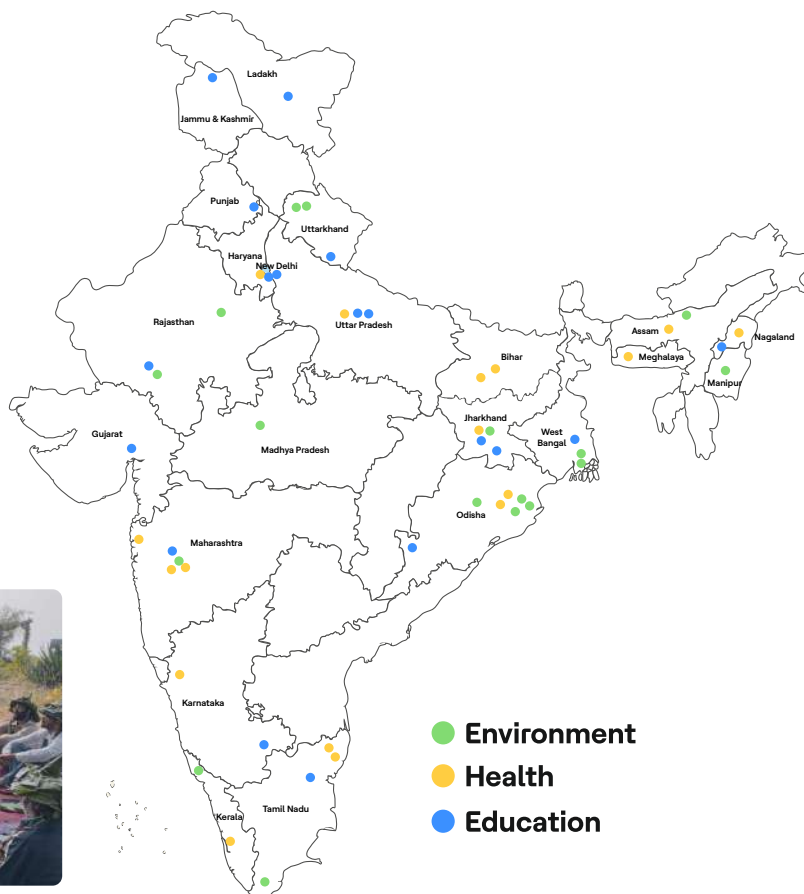 Ladakh
Jammu & Kashmir
Punjab
Uttarkhand
Haryana
New Delhi
Rajasthan
Uttar Pradesh
Assam
Nagaland
Bihar
Meghalaya
Manipur
Jharkhand
Gujarat
West
Bangal
Madhya Pradesh
Odisha
Maharashtra
Karnataka
Kerala
Tamil Nadu
Environment
Health
Education